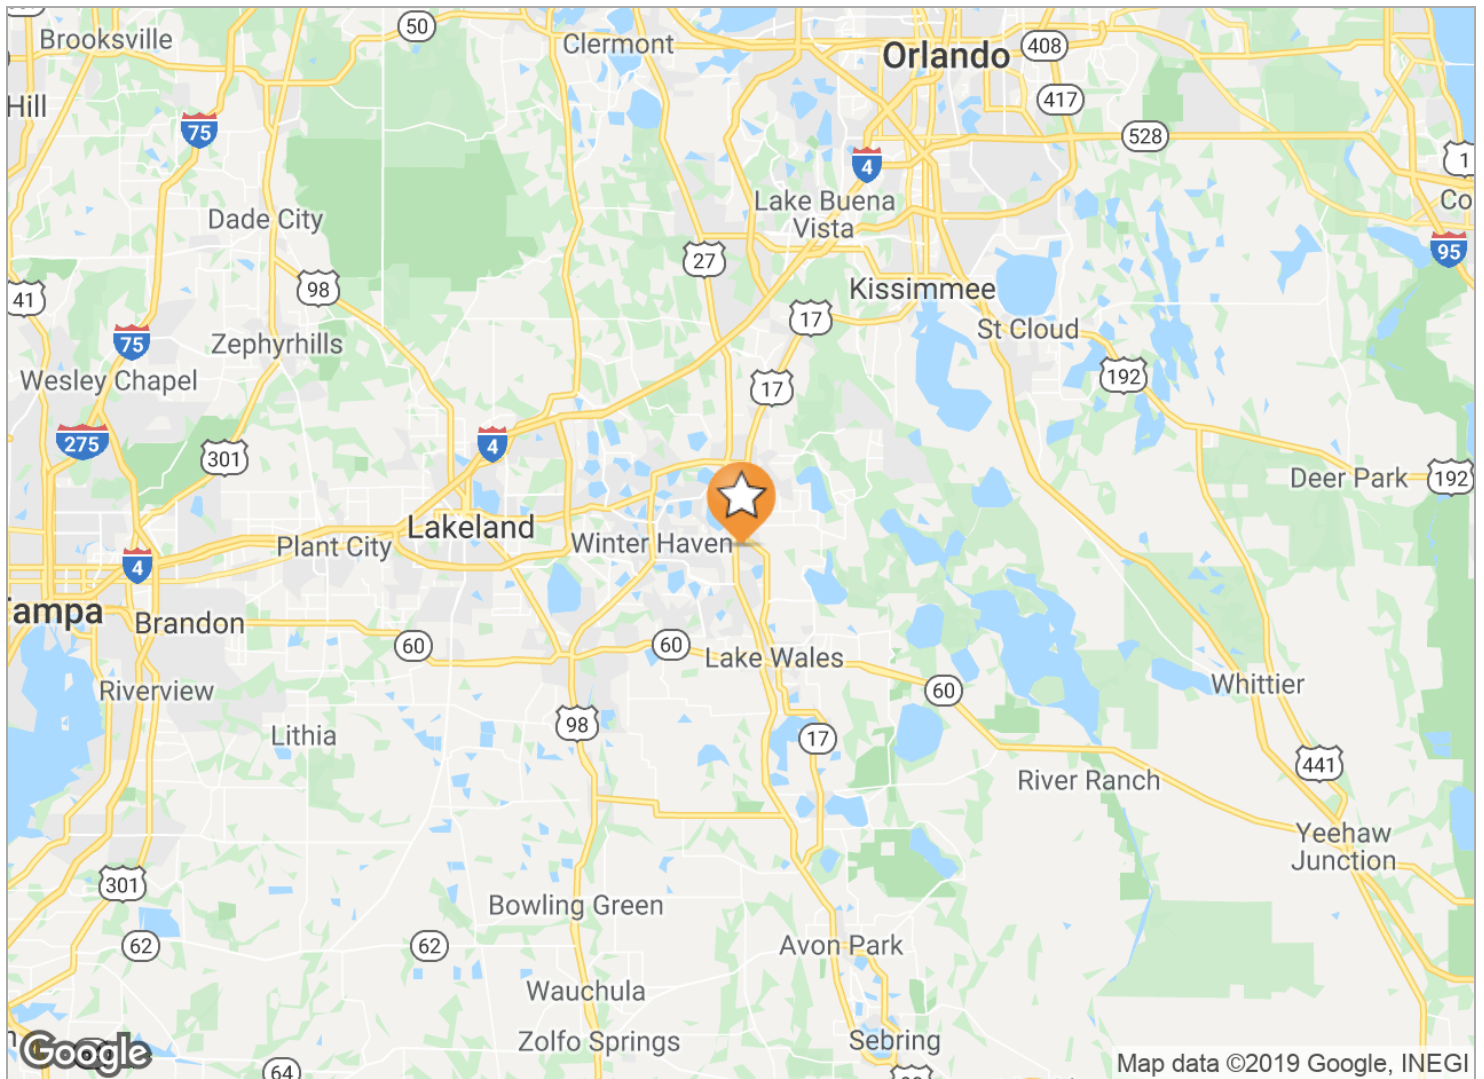 Brooksville
50
Clermont
Orlando
408
Hill
75
417
528
4
1
Dade City
Lake Buena
Vista
Co
27
95
98
41
Kissimmee
17
St Cloud
75
Zephyrhills
Wesley Chapel
17
192
275
4
301
Deer Park
192
Lakeland
Plant City
Winter Haven
4
ampa
Brandon
60
60
Lake Wales
60
Riverview
Whittier
98
Lithia
17
441
River Ranch
Yeehaw
Junction
301
Bowling Green
62
62
Avon Park
Wauchula
Zolfo Springs
Sebring
Google
64
Map data ©2019 Google, INEGI